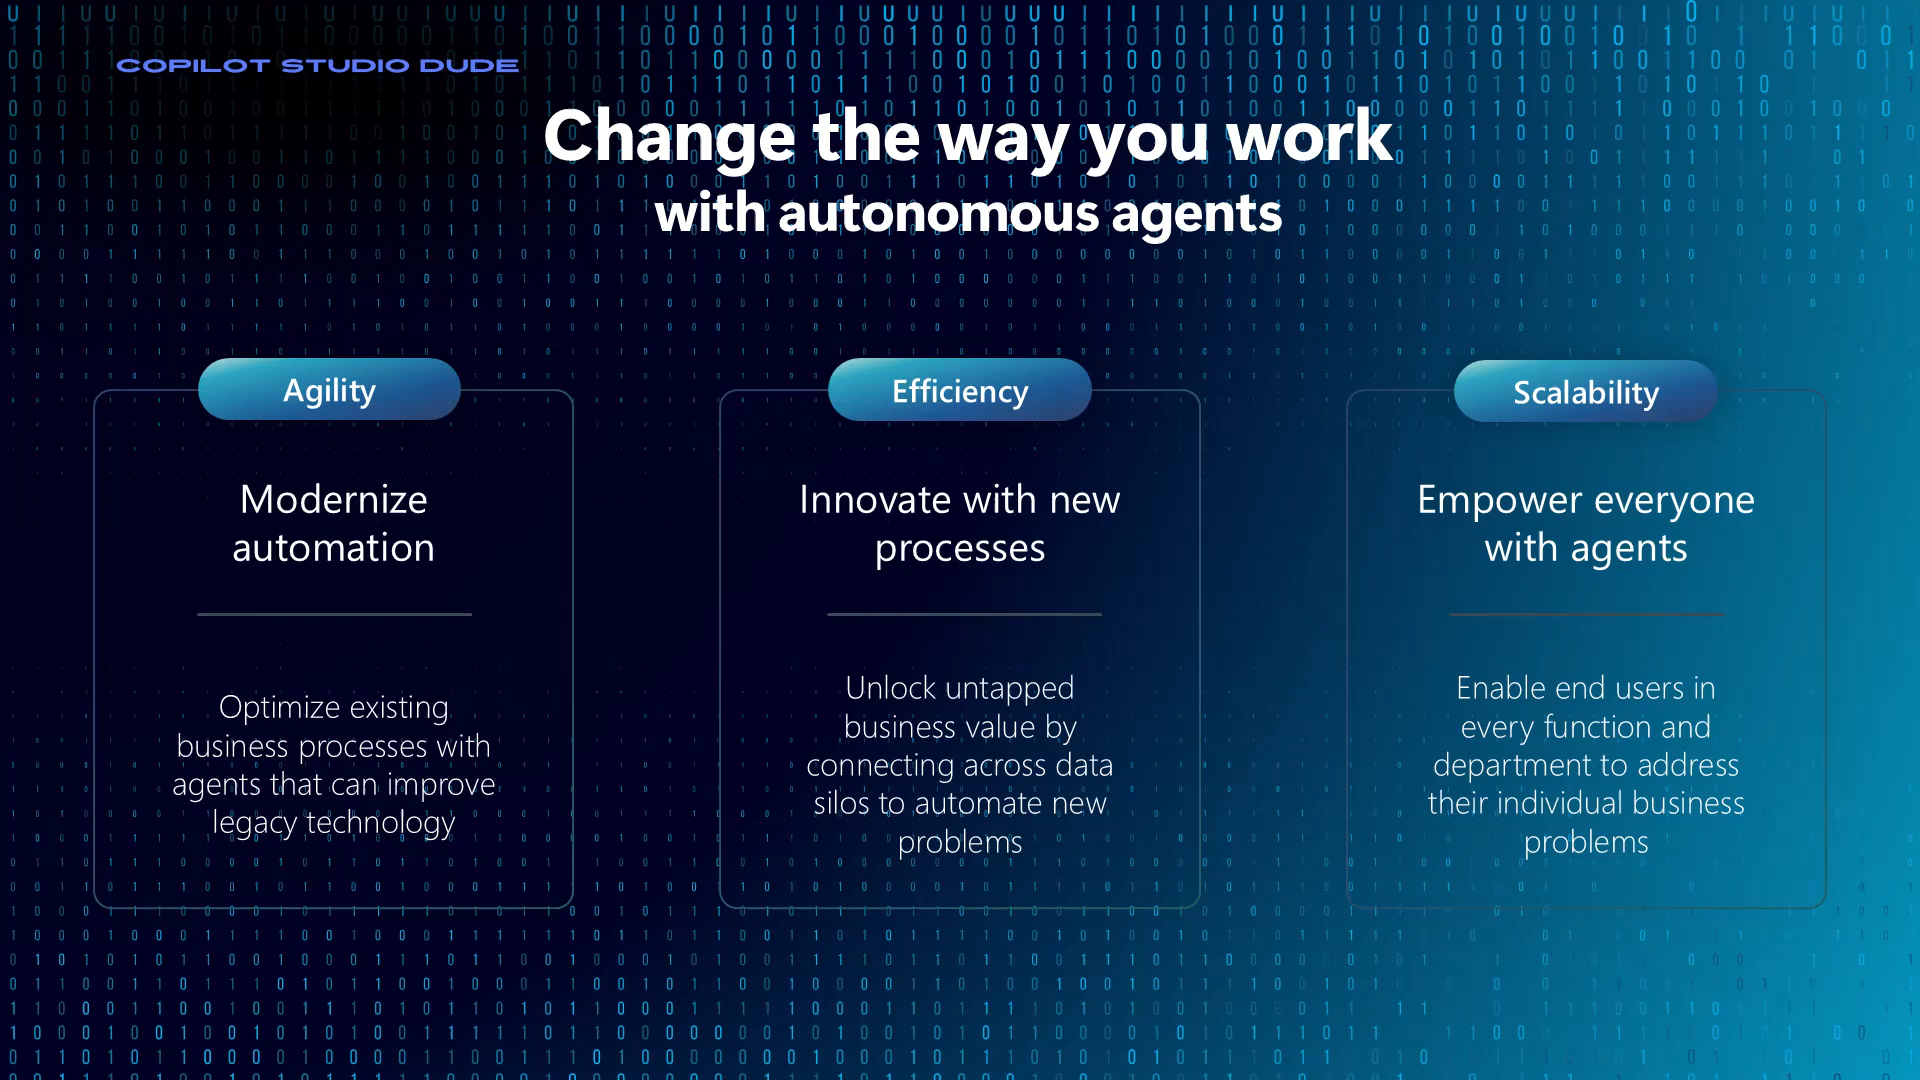 COPILOT STUDIO DUDE
Change the way you work
with autonomous agents
Agility
Modernize
automation
Optimize existing
business processes with
agents that can improve
legacy technology
Efficiency
Innovate with new
processes
Unlock untapped
business value by
connecting across data
silos to automate new
problems
Scalability
Empower everyone
with agents
Enable end users in
every function and
department to address
their individual business
problems